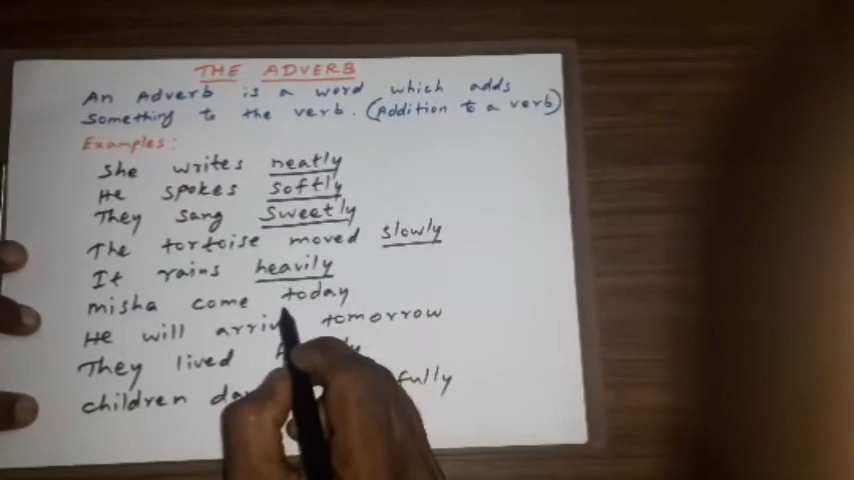 THE ADVERB
An Adverb is a word which adds
something to the verb. (Addition to a verb)
Examples:
She writes neatly
He spokes softly
They sang sweetly
The tortoise moved slowly
It rains heavily
misha come today
He will tomorrow
They lived
children